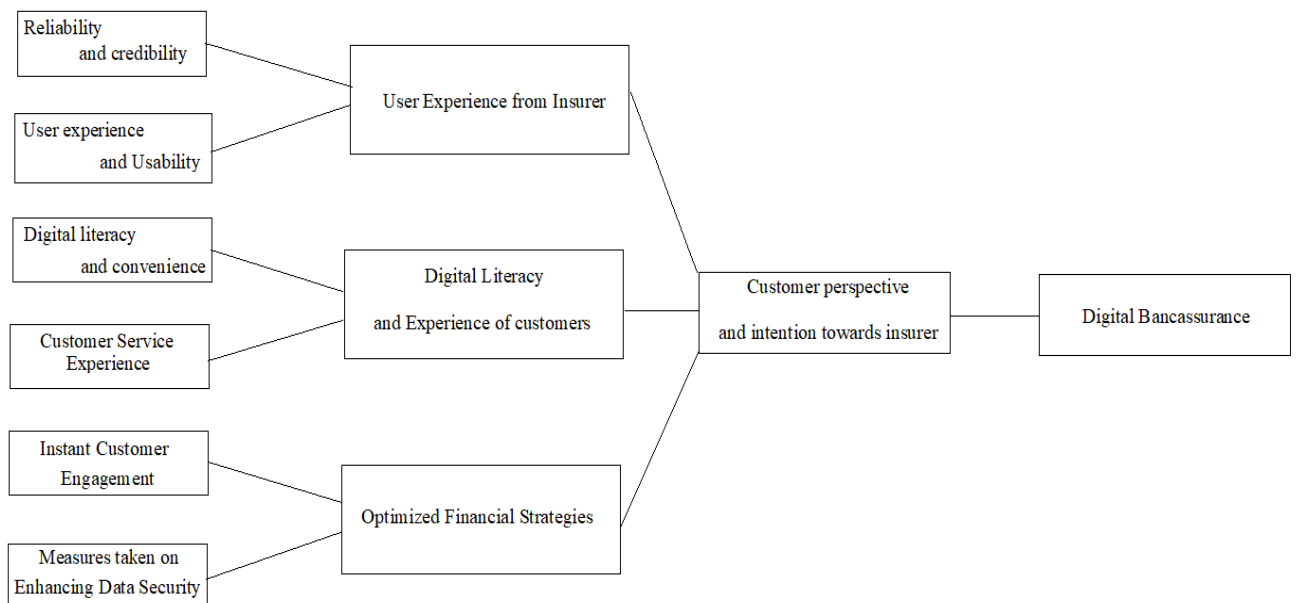 Reliability
and credibility
User experience
and Usability
Digital literacy
and convenience
Customer Service
Experience
Instant Customer
Engagement
Measures taken on
Enhancing Data Security
User Experience from Insurer
Digital Literacy
and Experience of customers
Optimized Financial Strategies
Customer perspective
and intention towards insurer
Digital Bancassurance